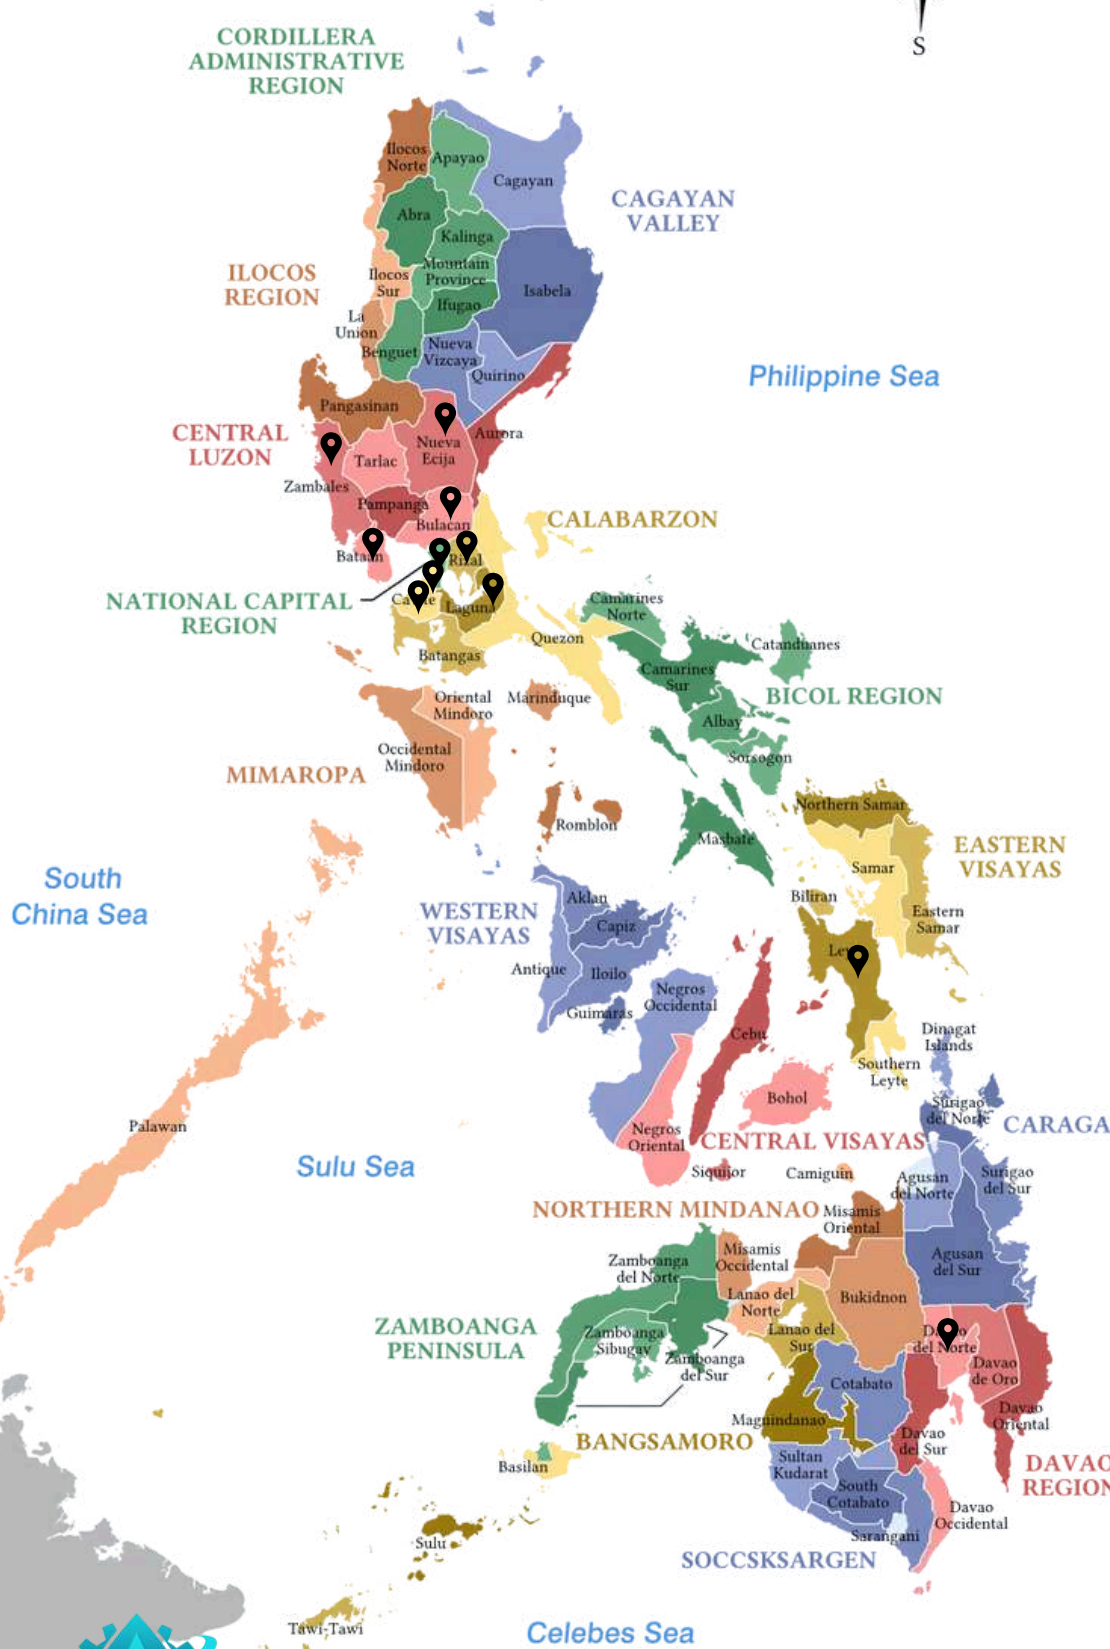 S
CORDILLERA
ADMINISTRATIVE
REGION
Ilocos
Norte
Apayao
Cagayan
CAGAYAN
VALLEY
Abra
Kalinga
Mountain
Province
ILOCOS
REGION
Ilocos
Sur
Ifugao
Isabela
La
Union
Benguet
Nueva
Vizcaya
Quirino
Philippine Sea
Pangasinan
CENTRAL
LUZON
Aurora
Nueva
Ecija
Tarlac
Zambales
Pampanga
Bulacan
CALABARZON
Bataan
Rizal
NATIONAL CAPITAL
REGION
Laguna
Camarines
Norte
Quezon
Catanduanes
Batangas
Camarines
Sur
BICOL REGION
Oriental
Mindoro
Marinduque
Albay
Occidental
Mindoro
Sorsogon
MIMAROPA
Northern Samar
Romblon
Masbate
EASTERN
VISAYAS
Samar
South
China Sea
Biliran
Aklan
WESTERN
VISAYAS
Capiz
Eastern
Samar
Antique
Iloilo
Negros
Occidental
Guimaras
Cebu
Dinagat
Islands
Southern
Leyte
Bohol
Surigao
del Norte
CARAGA
Palawan
Negros
Oriental
CENTRAL VISAYAS
Sulu Sea
Siquijor
Camiguin
Agusan
del Norte
Surigao
del Sur
NORTHERN MINDANAO
Misamis
Oriental
Zamboanga
del Norte
Misamis
Occidental
Agusan
del Sur
Lanao del
Norte
Bukidnon
ZAMBOANGA
PENINSULA
Zamboanga
Sibugay
Lanao del
Sur
del Norte
Zamboanga
del Sur
Davao
de Oro
Cotabato
Maguindanao
Davao
Oriental
BANGSAMORO
Davao
del Sur
Basilan
Sultan
Kudarat
DAVAO
REGION
South
Cotabato
Davao
Occidental
Sarangani
Sulu
SOCCSKSARGEN
Tawi-Tawi
Celebes Sea